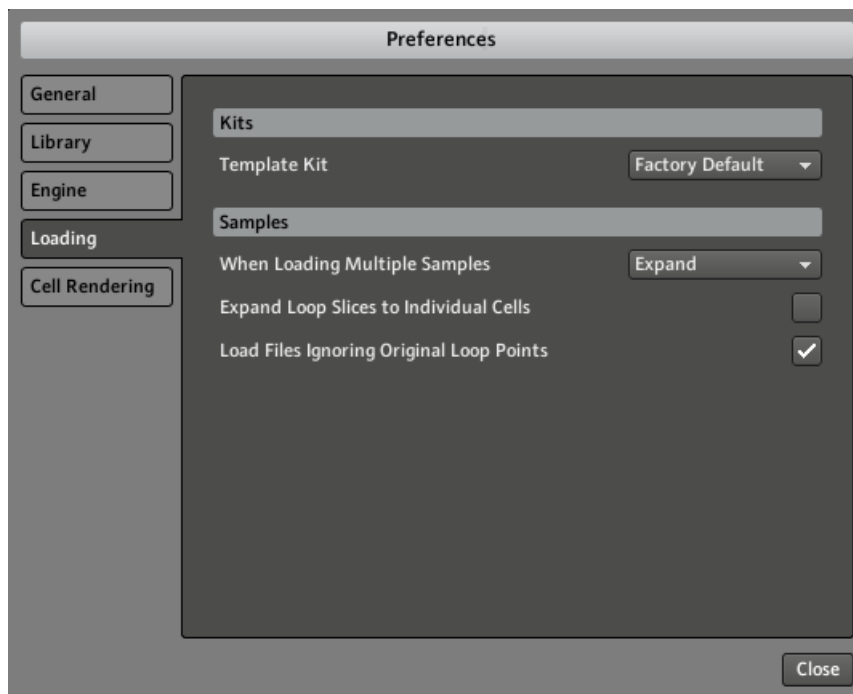 Preferences
General
Library
Engine
Loading
Cell Rendering
Kits
Template Kit Factory Default
Samples
When Loading Multiple Samples Expand
Expand Loop Slices to Individual Cells
Load Files Ignoring Original Loop Points
Close